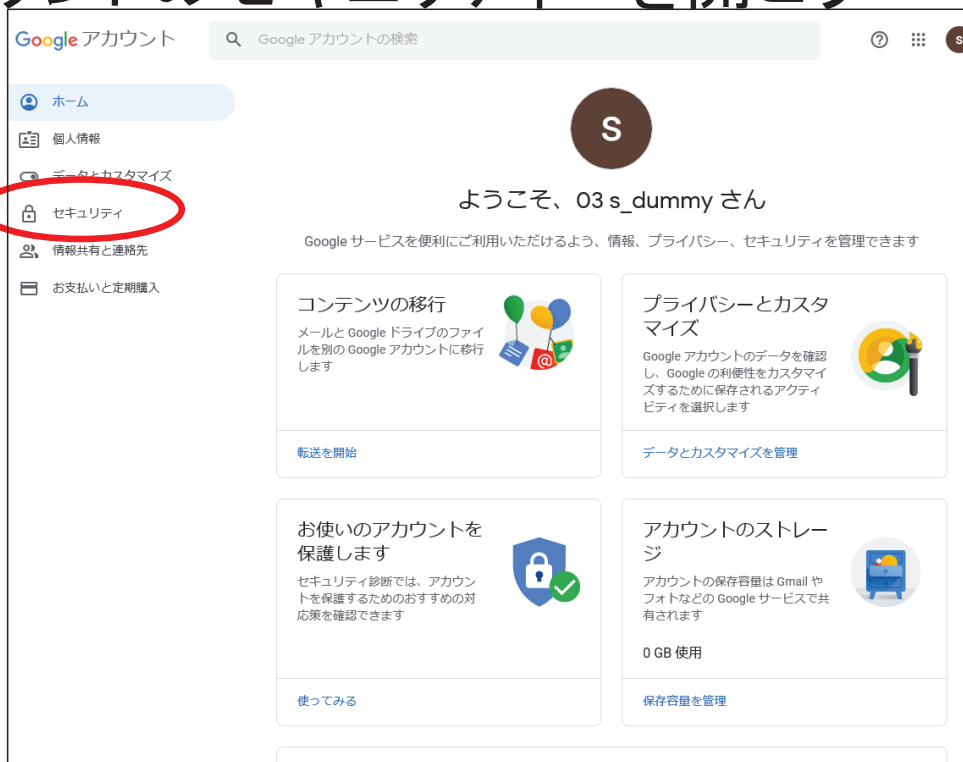 Google アカウント
Google アカウントの検索
S
ホーム
個人情報
データとカスタマイズ
セキュリティ
情報共有と連絡先
お支払いと定期購入
S
ようこそ、03 s_dummy さん
Google サービスを便利にご利用いただけるよう、情報、プライバシー、セキュリティを管理できます
コンテンツの移行
メールと Google ドライブのファイ
ルを別の Google アカウントに移行
します
転送を開始
プライバシーとカスタ
マイズ
Google アカウントのデータを確認
し、Google の利便性をカスタマイ
ズするために保存されるアクティ
ビティを選択します
データとカスタマイズを管理
お使いのアカウントを
保護します
セキュリティ診断では、アカウン
トを保護するためのおすすめの対
応策を確認できます
使ってみる
アカウントのストレー
ジ
アカウントの保存容量は Gmail や
フォトなどの Google サービスで共
有されます
0 GB 使用
保存容量を管理